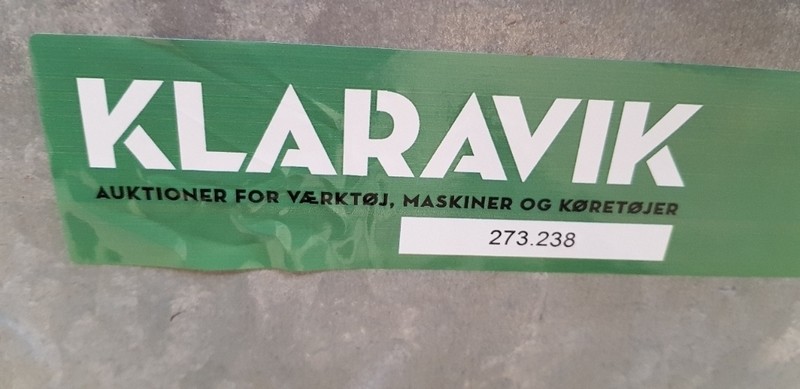 KLARAVIK
AUKTIONER FOR VÆRKTØJ, MASKINER OG KØRETØJER
273.238